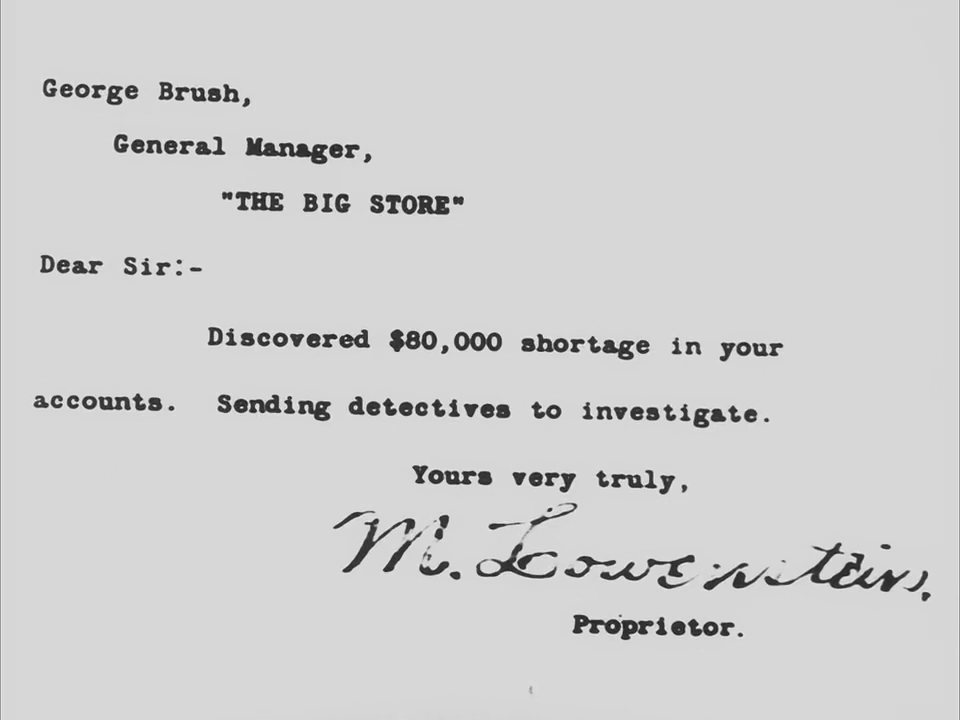 George Brush,
General Manager,
"THE BIG STORE"
Dear Sir:-
Discovered $80,000 shortage in your
accounts. Sending detectives to investigate.
Yours very truly,
M. Lowenstein.
Proprietor.